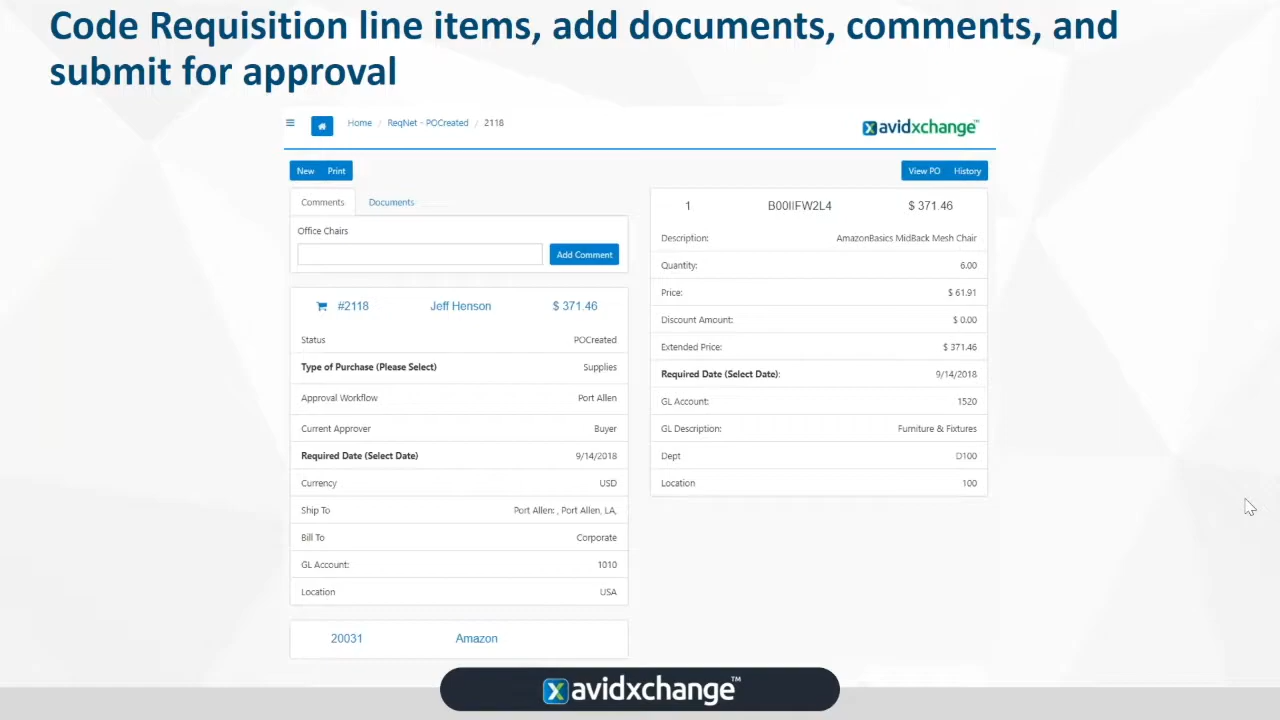 Code Requisition line items, add documents, comments, and
submit for approval
Home / ReqNet - POCreated / 2118
avidxchange™
New Print
View PO History
Comments Documents
Office Chairs
Add Comment
#2118 Jeff Henson $ 371.46
Status POCreated
Type of Purchase (Please Select) Supplies
Approval Workflow Port Allen
Current Approver Buyer
Required Date (Select Date) 9/14/2018
Currency USD
Ship To Port Allen: , Port Allen, LA,
Bill To Corporate
GL Account: 1010
Location USA
20031 Amazon
1 B00IIFW2L4 $ 371.46
Description: AmazonBasics MidBack Mesh Chair
Quantity: 6.00
Price: $ 61.91
Discount Amount: $ 0.00
Extended Price: $ 371.46
Required Date (Select Date): 9/14/2018
GL Account: 1520
GL Description: Furniture & Fixtures
Dept D100
Location 100
avidxchange™